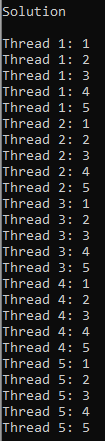 Solution
Thread 1: 1
Thread 1: 2
Thread 1: 3
Thread 1: 4
Thread 1: 5
Thread 2: 1
Thread 2: 2
Thread 2: 3
Thread 2: 4
Thread 2: 5
Thread 3: 1
Thread 3: 2
Thread 3: 3
Thread 3: 4
Thread 3: 5
Thread 4: 1
Thread 4: 2
Thread 4: 3
Thread 4: 4
Thread 4: 5
Thread 5: 1
Thread 5: 2
Thread 5: 3
Thread 5: 4
Thread 5: 5